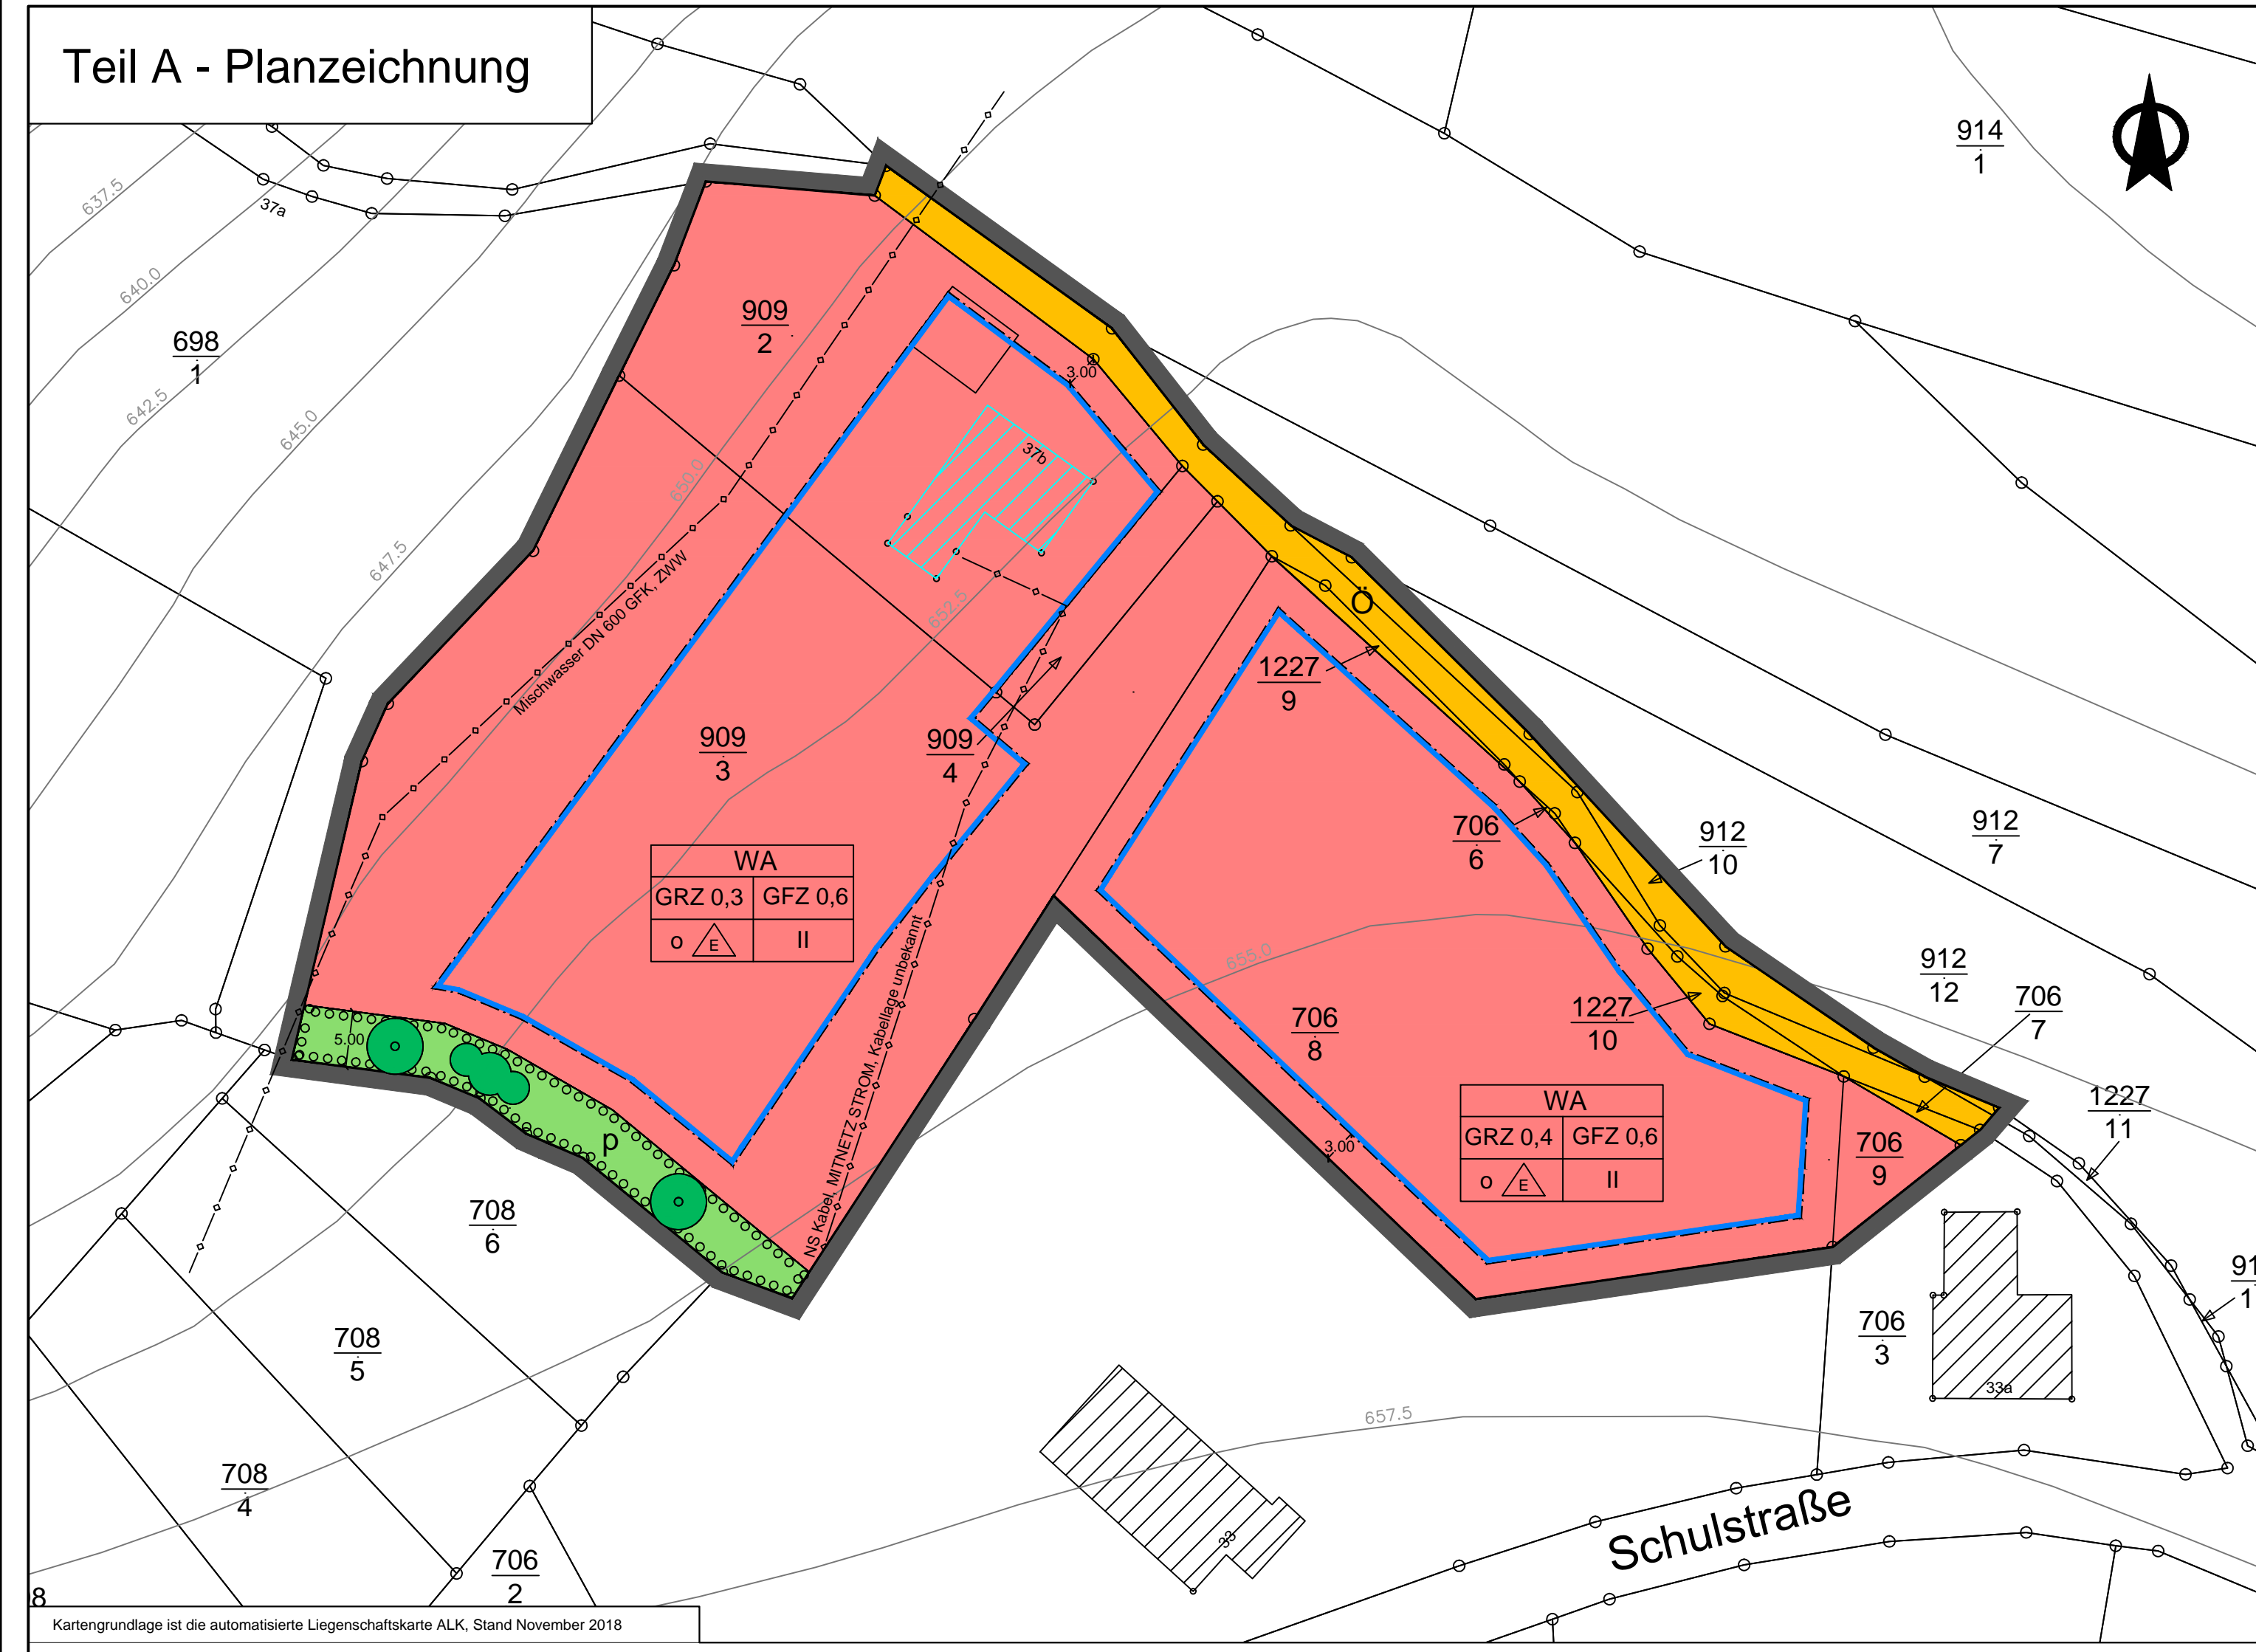 Teil A - Planzeichnung
914
1
637.5
37a
640.0
698
1
909
2
642.5
645.0
3.00
37b
650.0
647.5
652.5
Mischwasser DN 600 GFK, ZWW
Ö
1227
9
909
3
909
4
706
6
912
10
912
7
WA
GRZ 0,3
GFZ 0,6
o
E
II
NS Kabel, MITNETZ STROM, Kabellage unbekannt
655.0
912
12
706
7
1227
10
706
8
5.00
p
WA
GRZ 0,4
GFZ 0,6
o
E
II
3.00
706
9
1227
11
708
6
708
5
706
3
33a
657.5
708
4
33
Schulstraße
706
2
8
91
1
Kartengrundlage ist die automatisierte Liegenschaftskarte ALK, Stand November 2018